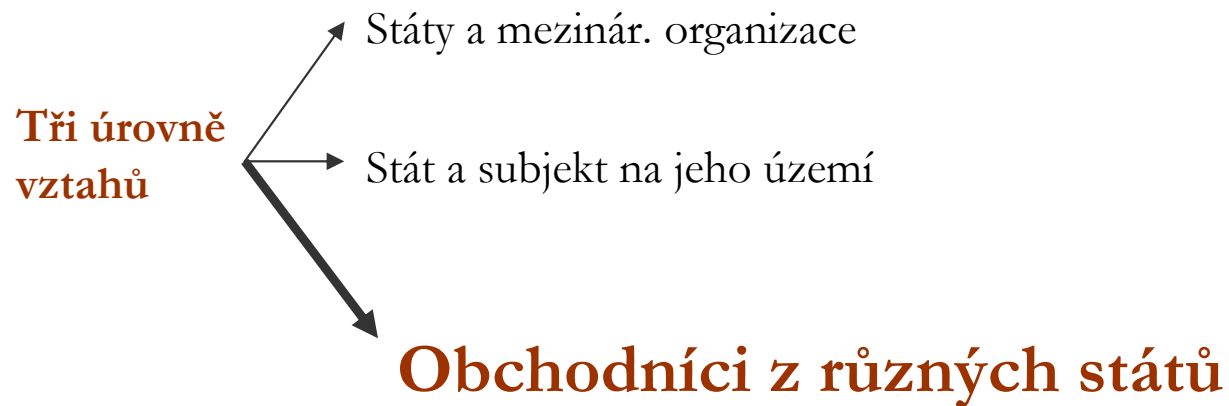 Státy a mezinár. organizace
Tři úrovně
vztahů
Stát a subjekt na jeho území
Obchodníci z různých států